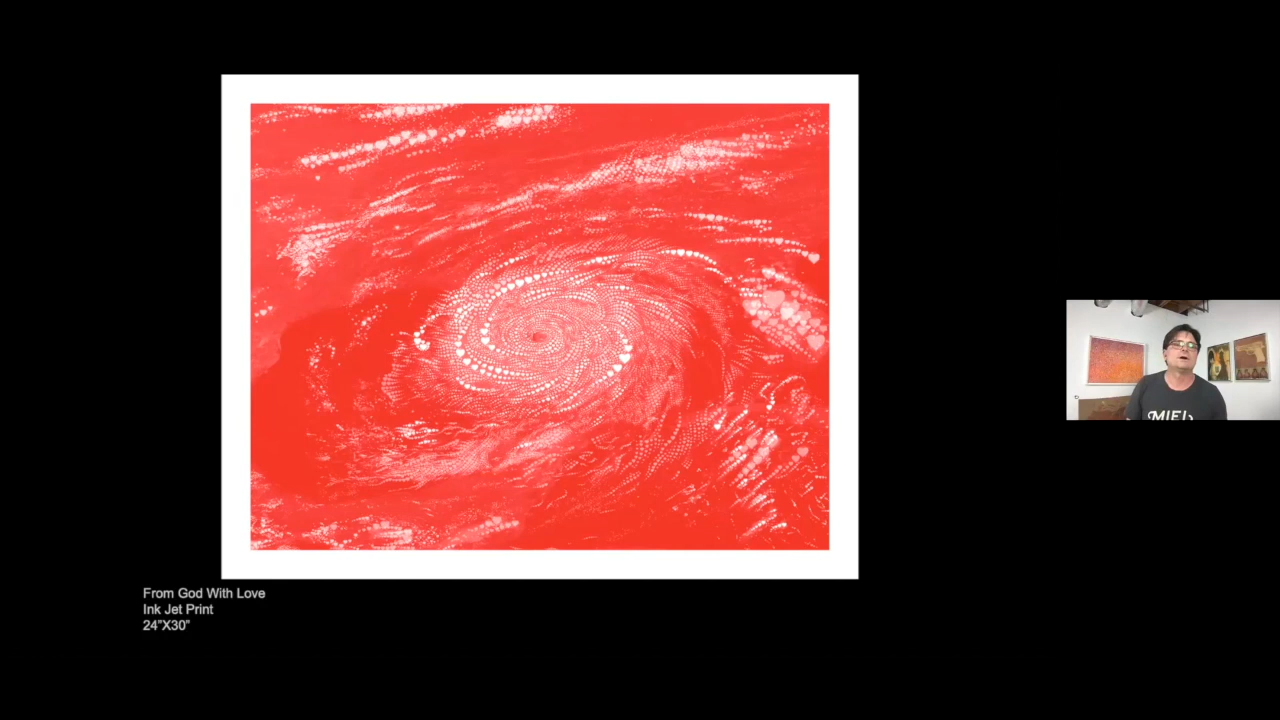 From God With Love
Ink Jet Print
24”X30”